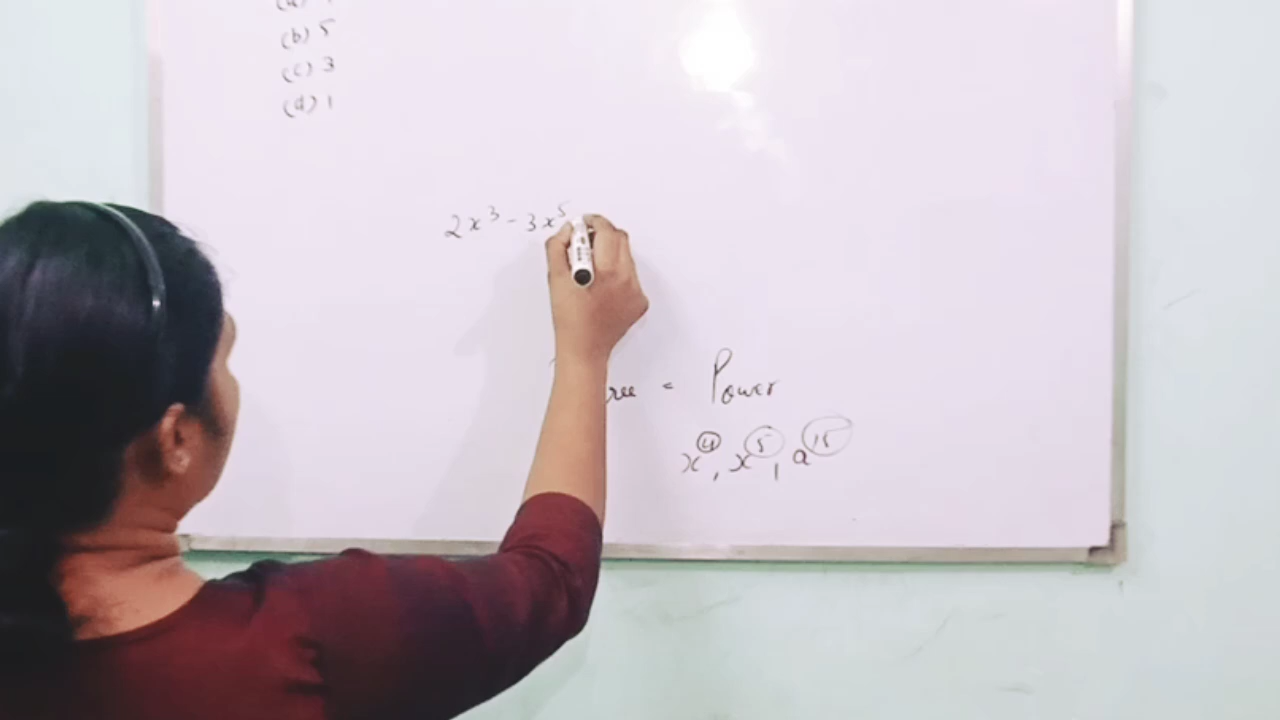 (b) 5
(c) 3
(d) 1
2x³ - 3x⁵
= Power
x⁴, x⁵, a¹⁵